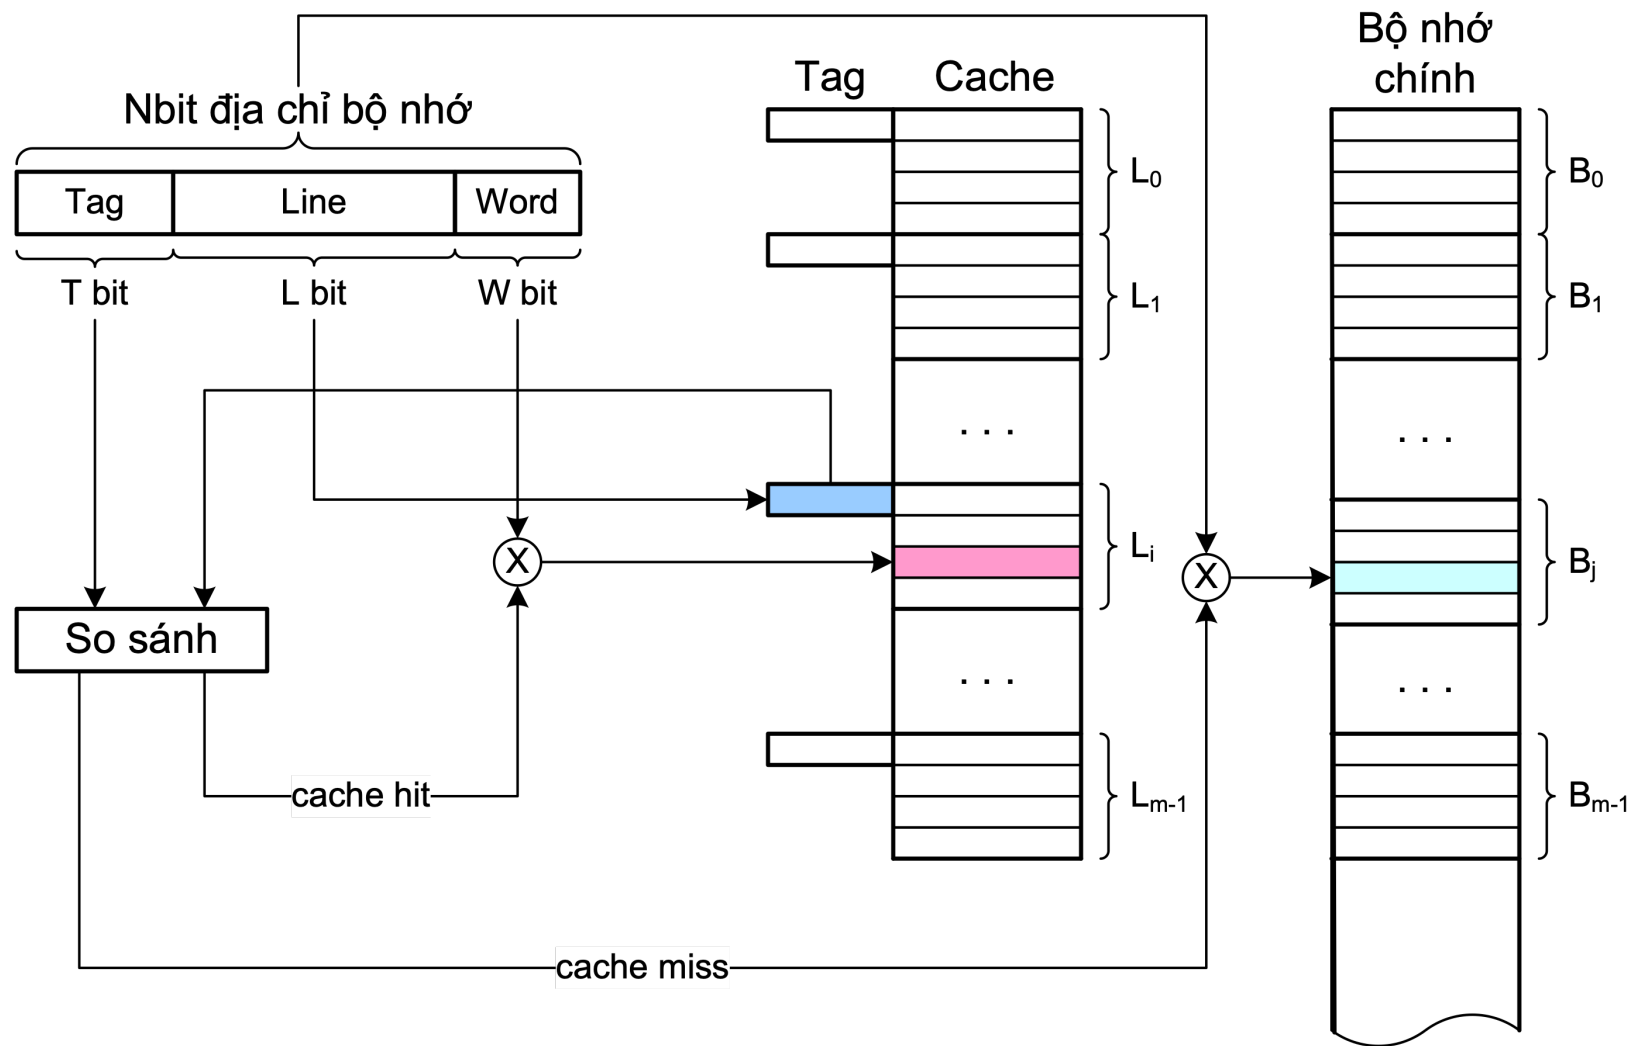 Nbit địa chỉ bộ nhớ
Tag
Line
Word
T bit
L bit
W bit
So sánh
cache hit
cache miss
X
Tag
Cache
L0
L1
. . .
Li
. . .
Lm-1
X
Bộ nhớ
chính
B0
B1
. . .
Bj
. . .
Bm-1